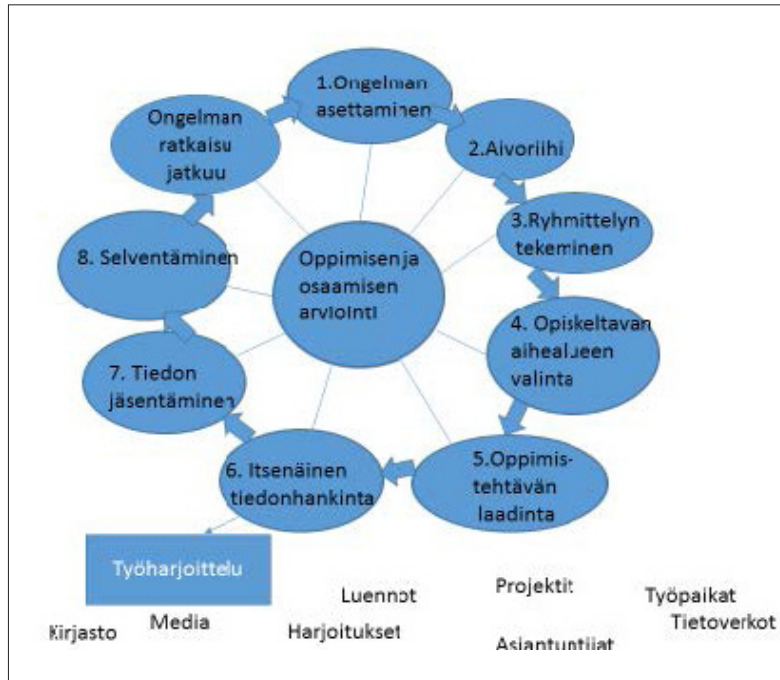 1.Ongelman
asettaminen
2.Aivoriihi
3.Ryhmittelyn
tekeminen
4. Opiskeltavan
aihealueen
valinta
5.Oppimis-
tehtävän
laadinta
6. Itsenäinen
tiedonhankinta
7. Tiedon
jäsentäminen
8. Selventäminen
Ongelman
ratkaisu
jatkuu
Oppimisen ja
osaamisen
arviointi
Työharjoittelu
Luennot
Projektit
Työpaikat
Kirjasto
Media
Harjoitukset
Asiantuntijat
Tietoverkot